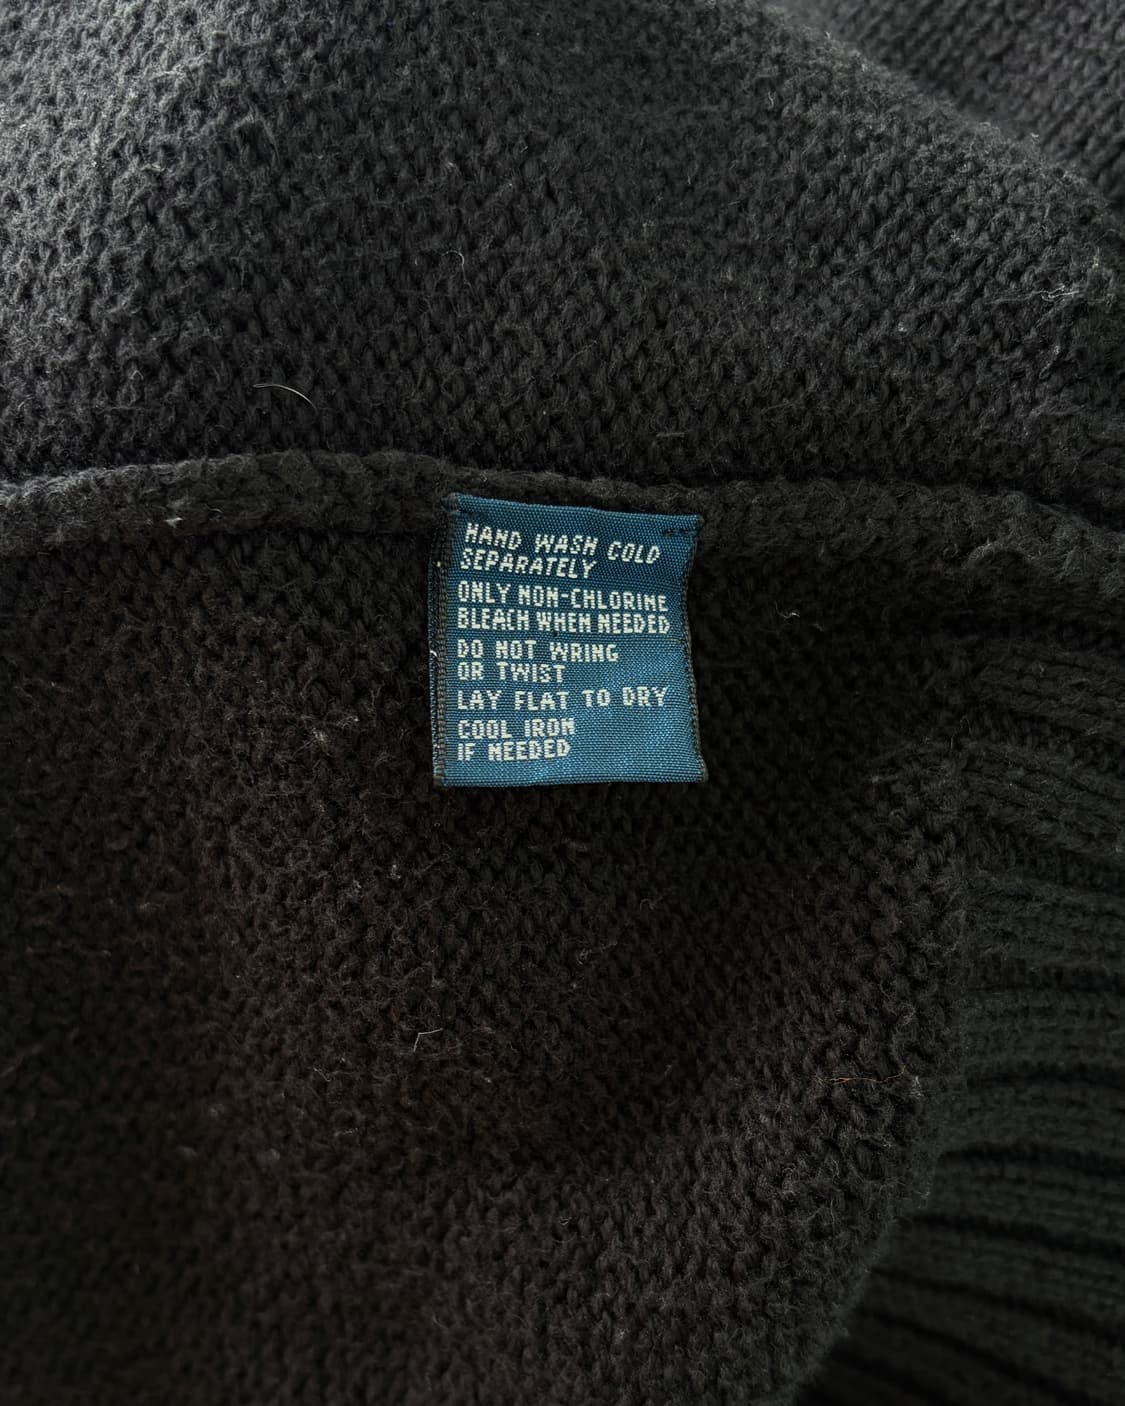 HAND WASH COLD
SEPARATELY
ONLY NON-CHLORINE
BLEACH WHEN NEEDED
DO NOT WRING
OR TWIST
LAY FLAT TO DRY
COOL IRON
IF NEEDED